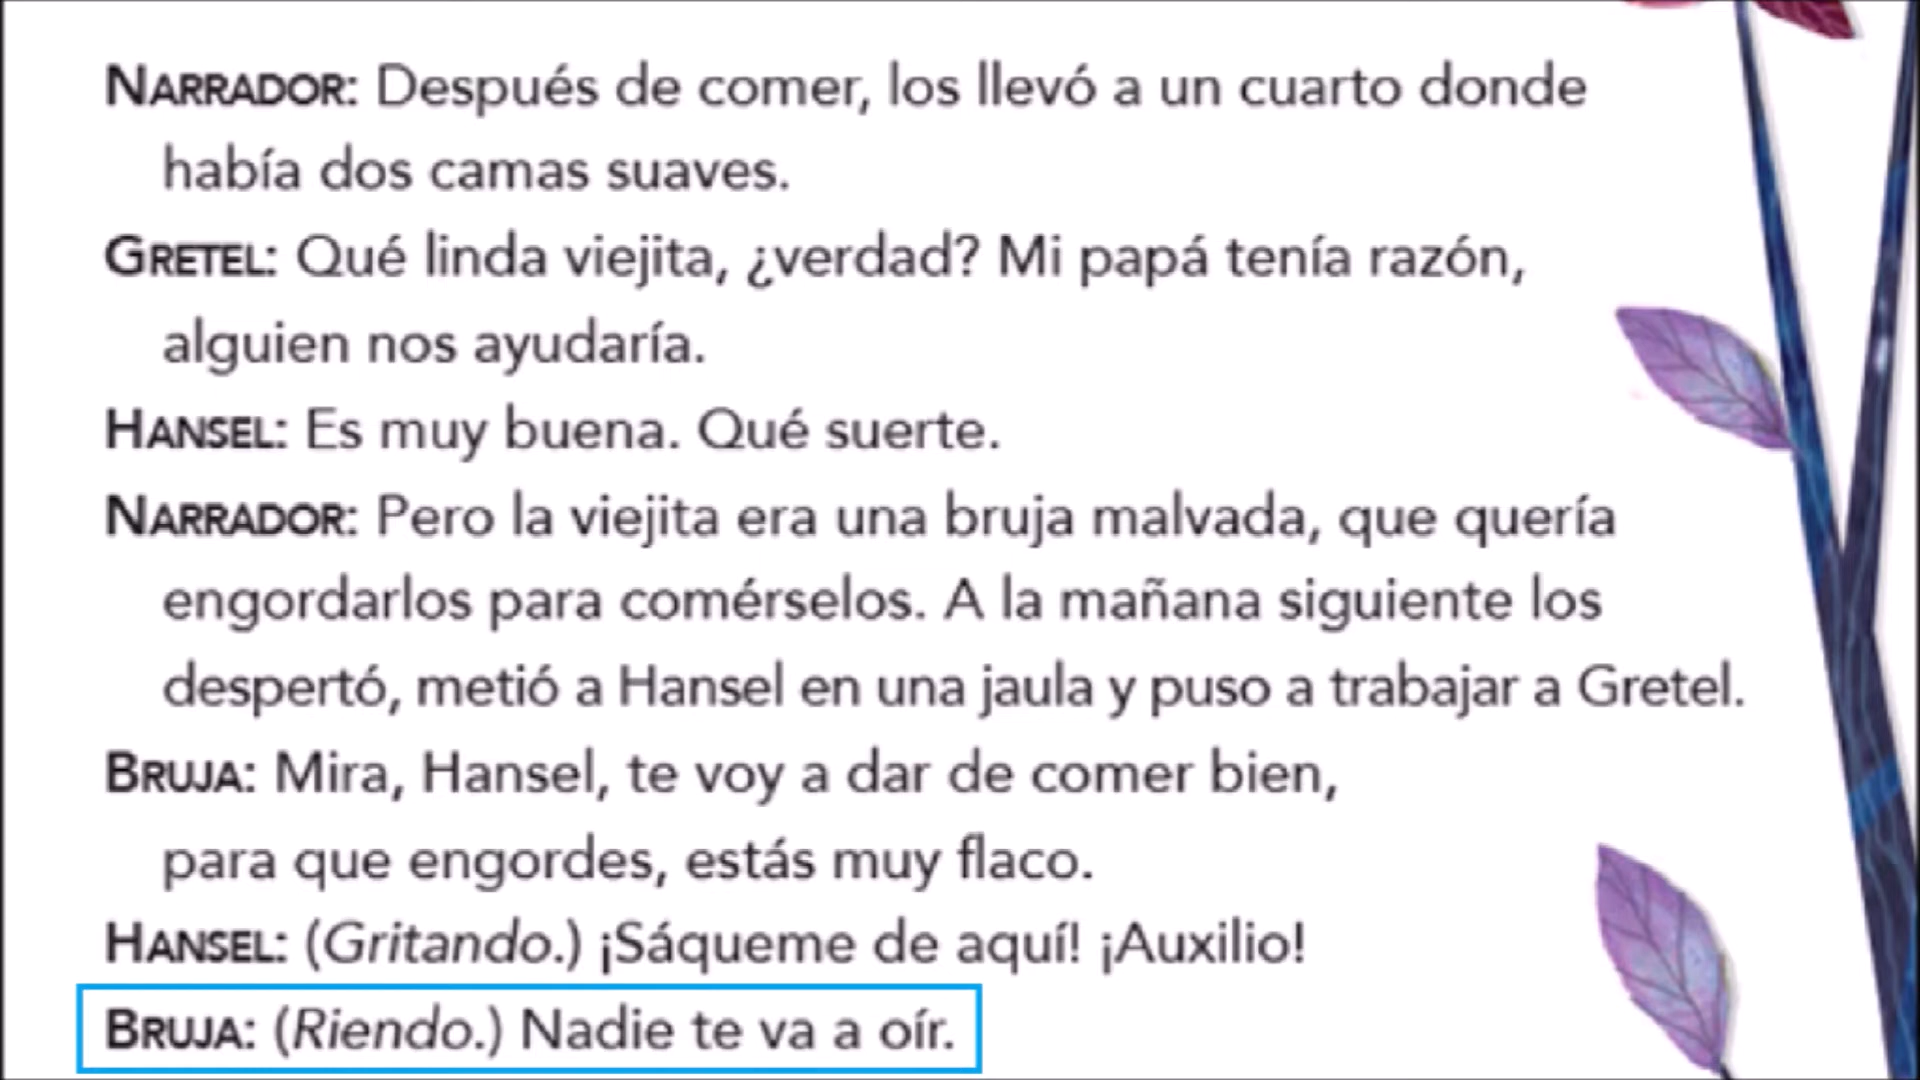 NARRADOR: Después de comer, los llevó a un cuarto donde
había dos camas suaves.
GRETEL: Qué linda viejita, ¿verdad? Mi papá tenía razón,
alguien nos ayudaría.
HANSEL: Es muy buena. Qué suerte.
NARRADOR: Pero la viejita era una bruja malvada, que quería
engordarlos para comérselos. A la mañana siguiente los
despertó, metió a Hansel en una jaula y puso a trabajar a Gretel.
BRUJA: Mira, Hansel, te voy a dar de comer bien,
para que engordes, estás muy flaco.
HANSEL: (Gritando.) ¡Sáqueme de aquí! ¡Auxilio!
BRUJA: (Riendo.) Nadie te va a oír.